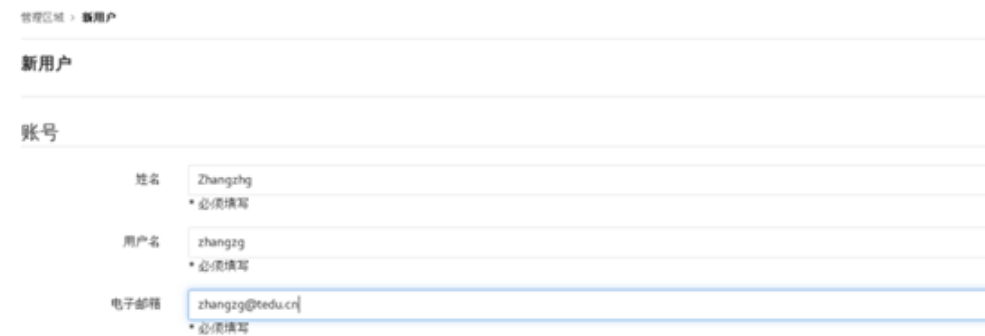 管理区域 > 新用户
新用户
账号
姓名 Zhangzhg
* 必须填写
用户名 zhangzg
* 必须填写
电子邮箱 zhangzg@tedu.cn
* 必须填写